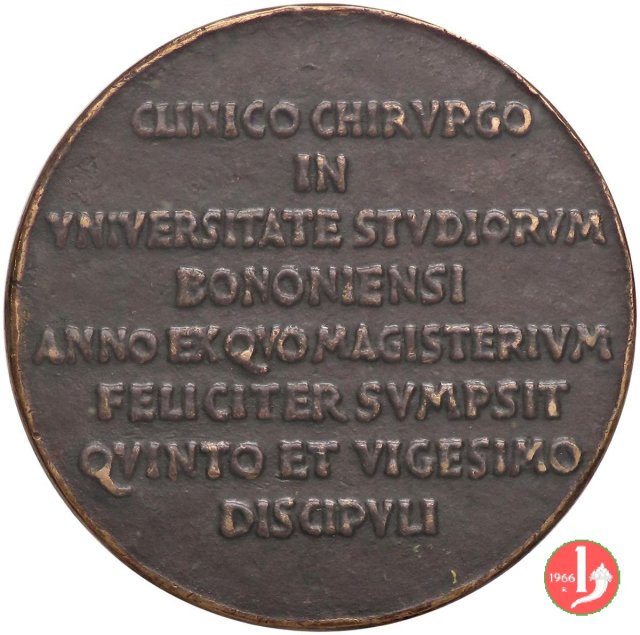 CLINICO CHIRVRGO
IN
VNIVERSITATE STVDIORVM
BONONIENSI
ANNO EX QVO MAGISTERIVM
FELICITER SVMPSIT
QVINTO ET VIGESIMO
DISCIPVLI
1966